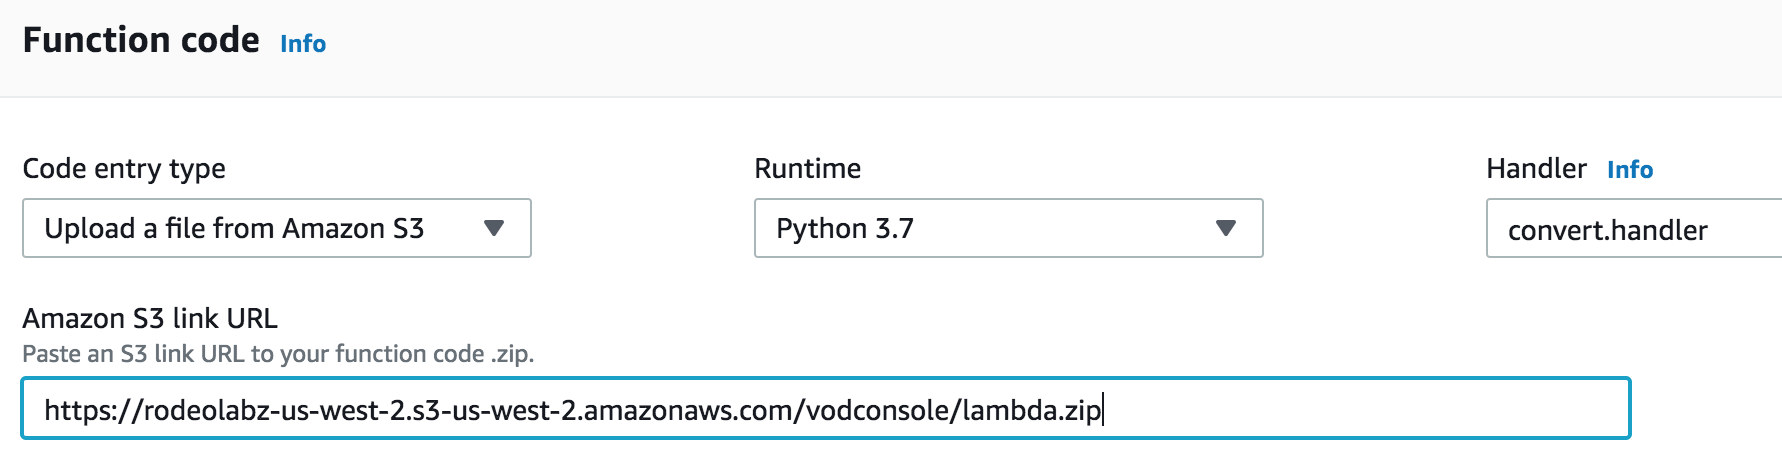 Function code Info
Code entry type
Upload a file from Amazon S3
Runtime
Python 3.7
Handler Info
convert.handler
Amazon S3 link URL
Paste an S3 link URL to your function code .zip.
https://rodeolabz-us-west-2.s3-us-west-2.amazonaws.com/vodconsole/lambda.zip